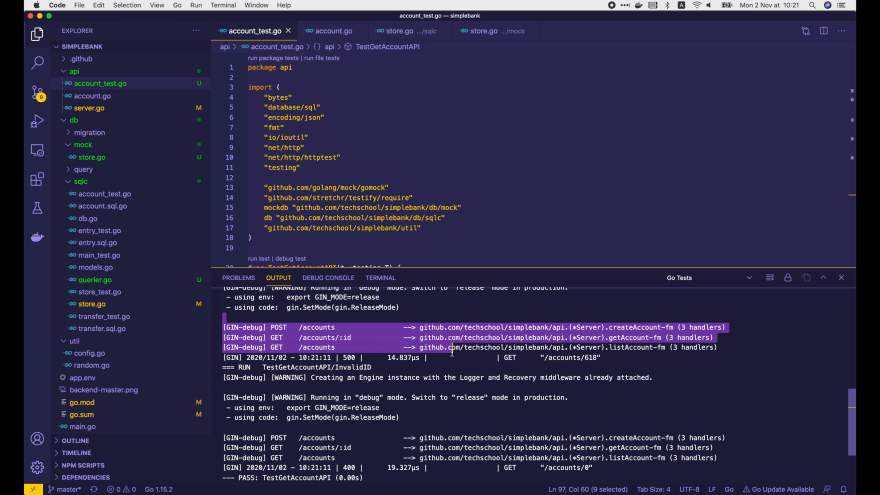 Code File Edit Selection View Go Run Terminal Window Help
Mon 2 Nov at 10:21
account_test.go — simplebank
EXPLORER
SIMPLEBANK
.github
api
account_test.go U
account.go
server.go M
db
migration
mock
store.go U
query
sqlc
account_test.go
account.sql.go
db.go
entry_test.go
entry.sql.go
main_test.go
models.go
querier.go U
store_test.go
store.go M
transfer_test.go
transfer.sql.go
util
config.go
random.go
app.env
backend-master.png
go.mod M
go.sum M
main.go
OUTLINE
TIMELINE
NPM SCRIPTS
DEPENDENCIES
account_test.go account.go store.go .../sqlc store.go .../mock
api > account_test.go > {} api > TestGetAccountAPI
run package tests | run file tests
1 package api
2
3 import (
4 "bytes"
5 "database/sql"
6 "encoding/json"
7 "fmt"
8 "io/ioutil"
9 "net/http"
10 "net/http/httptest"
11 "testing"
12
13 "github.com/golang/mock/gomock"
14 "github.com/stretchr/testify/require"
15 mockdb "github.com/techschool/simplebank/db/mock"
16 db "github.com/techschool/simplebank/db/sqlc"
17 "github.com/techschool/simplebank/util"
18 )
19
run test | debug test
PROBLEMS OUTPUT DEBUG CONSOLE TERMINAL Go Tests
[GIN-debug] [WARNING] Running in "debug" mode. Switch to "release" mode in production.
- using env: export GIN_MODE=release
- using code: gin.SetMode(gin.ReleaseMode)
[GIN-debug] POST /accounts --> github.com/techschool/simplebank/api.(*Server).createAccount-fm (3 handlers)
[GIN-debug] GET /accounts/:id --> github.com/techschool/simplebank/api.(*Server).getAccount-fm (3 handlers)
[GIN-debug] GET /accounts --> github.com/techschool/simplebank/api.(*Server).listAccount-fm (3 handlers)
[GIN] 2020/11/02 - 10:21:11 | 500 | 14.837µs | | GET "/accounts/618"
=== RUN TestGetAccountAPI/InvalidID
[GIN-debug] [WARNING] Creating an Engine instance with the Logger and Recovery middleware already attached.
[GIN-debug] [WARNING] Running in "debug" mode. Switch to "release" mode in production.
- using env: export GIN_MODE=release
- using code: gin.SetMode(gin.ReleaseMode)
[GIN-debug] POST /accounts --> github.com/techschool/simplebank/api.(*Server).createAccount-fm (3 handlers)
[GIN-debug] GET /accounts/:id --> github.com/techschool/simplebank/api.(*Server).getAccount-fm (3 handlers)
[GIN-debug] GET /accounts --> github.com/techschool/simplebank/api.(*Server).listAccount-fm (3 handlers)
[GIN] 2020/11/02 - 10:21:11 | 400 | 19.327µs | | GET "/accounts/0"
--- PASS: TestGetAccountAPI (0.00s)
master* 0 0 Go 1.15.2 Ln 97, Col 60 (9 selected) Tab Size: 4 UTF-8 LF Go Go Update Available